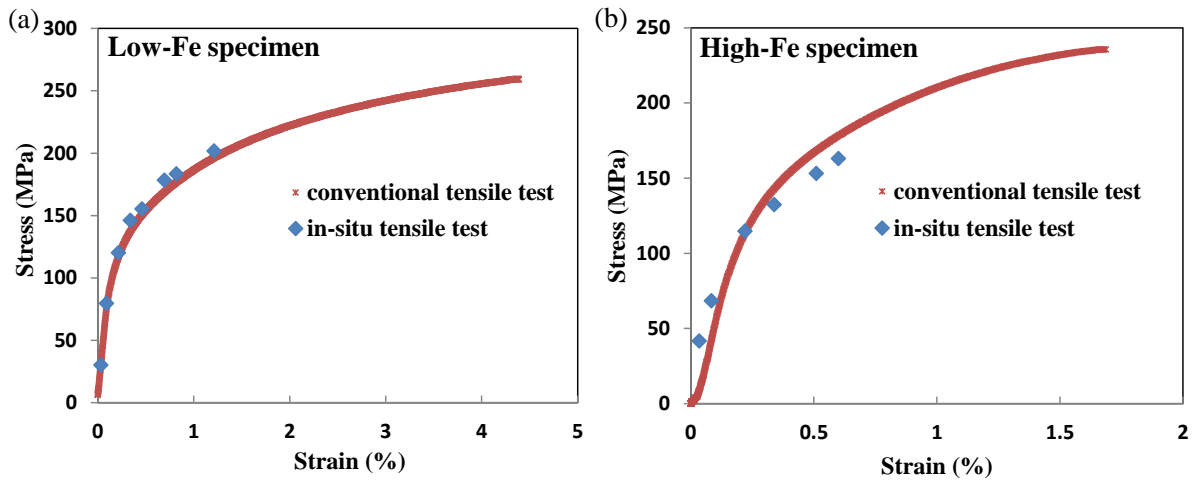 (a)
Low-Fe specimen
300
250
200
150
100
50
0
Stress (MPa)
conventional tensile test
in-situ tensile test
0 1 2 3 4 5
Strain (%)
(b)
High-Fe specimen
250
200
150
100
50
0
Stress (MPa)
conventional tensile test
in-situ tensile test
0 0.5 1 1.5 2
Strain (%)